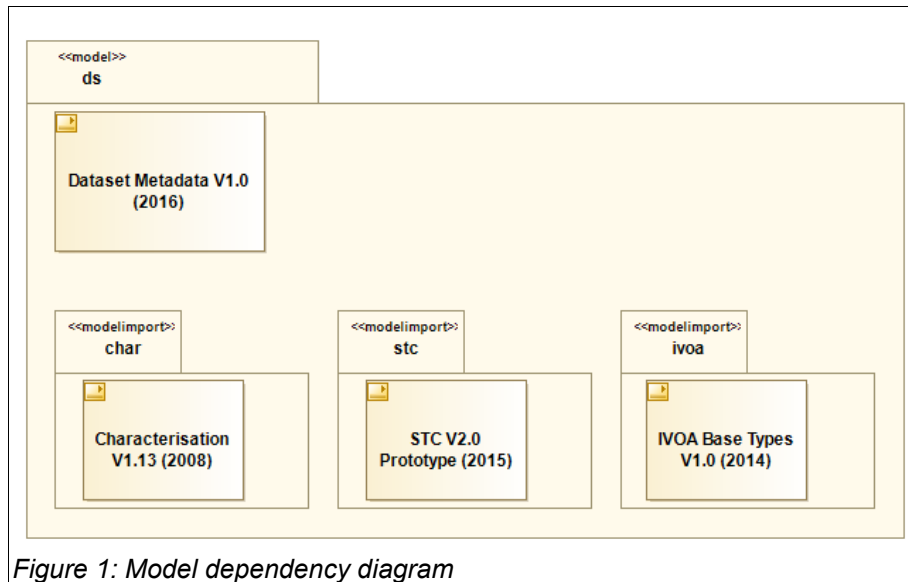 <<model>>
ds
Dataset Metadata V1.0
(2016)
<<modelimport>>
char
Characterisation
V1.13 (2008)
<<modelimport>>
stc
STC V2.0
Prototype (2015)
<<modelimport>>
ivoa
IVOA Base Types
V1.0 (2014)
Figure 1: Model dependency diagram